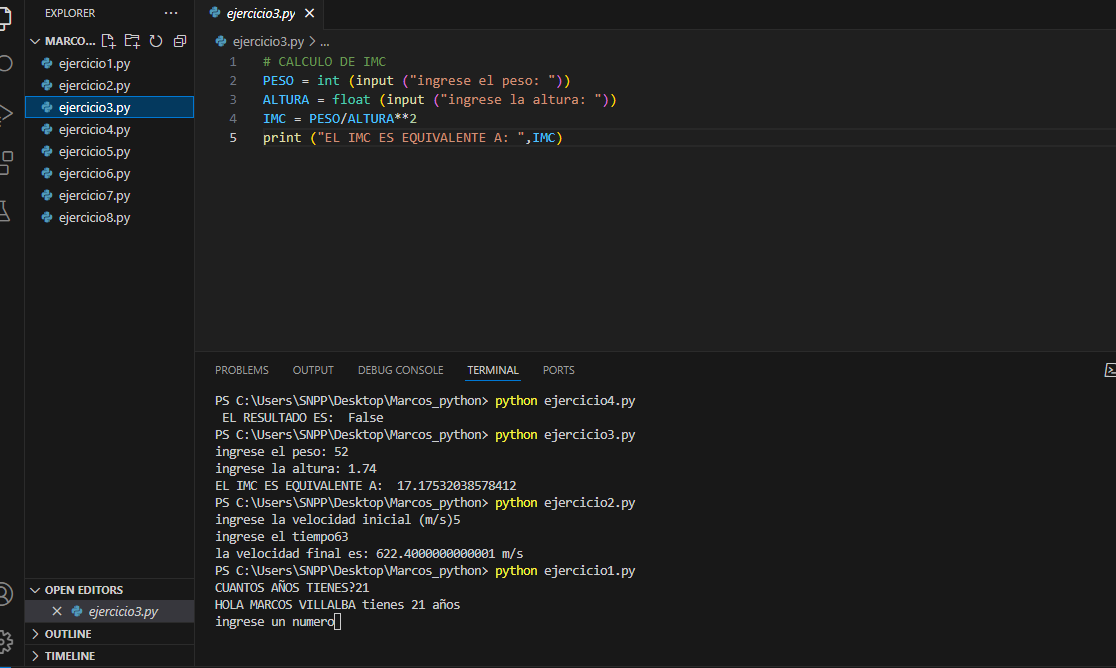 EXPLORER
MARCO...
ejercicio1.py
ejercicio2.py
ejercicio3.py
ejercicio4.py
ejercicio5.py
ejercicio6.py
ejercicio7.py
ejercicio8.py
OPEN EDITORS
ejercicio3.py
OUTLINE
TIMELINE
ejercicio3.py
ejercicio3.py > ...
1 # CALCULO DE IMC
2 PESO = int (input ("ingrese el peso: "))
3 ALTURA = float (input ("ingrese la altura: "))
4 IMC = PESO/ALTURA**2
5 print ("EL IMC ES EQUIVALENTE A: ",IMC)
PROBLEMS OUTPUT DEBUG CONSOLE TERMINAL PORTS
PS C:\Users\SNPP\Desktop\Marcos_python> python ejercicio4.py
 EL RESULTADO ES:  False
PS C:\Users\SNPP\Desktop\Marcos_python> python ejercicio3.py
ingrese el peso: 52
ingrese la altura: 1.74
EL IMC ES EQUIVALENTE A:  17.17532038578412
PS C:\Users\SNPP\Desktop\Marcos_python> python ejercicio2.py
ingrese la velocidad inicial (m/s)5
ingrese el tiempo63
la velocidad final es: 622.4000000000001 m/s
PS C:\Users\SNPP\Desktop\Marcos_python> python ejercicio1.py
CUANTOS AÑOS TIENES?21
HOLA MARCOS VILLALBA tienes 21 años
ingrese un numero